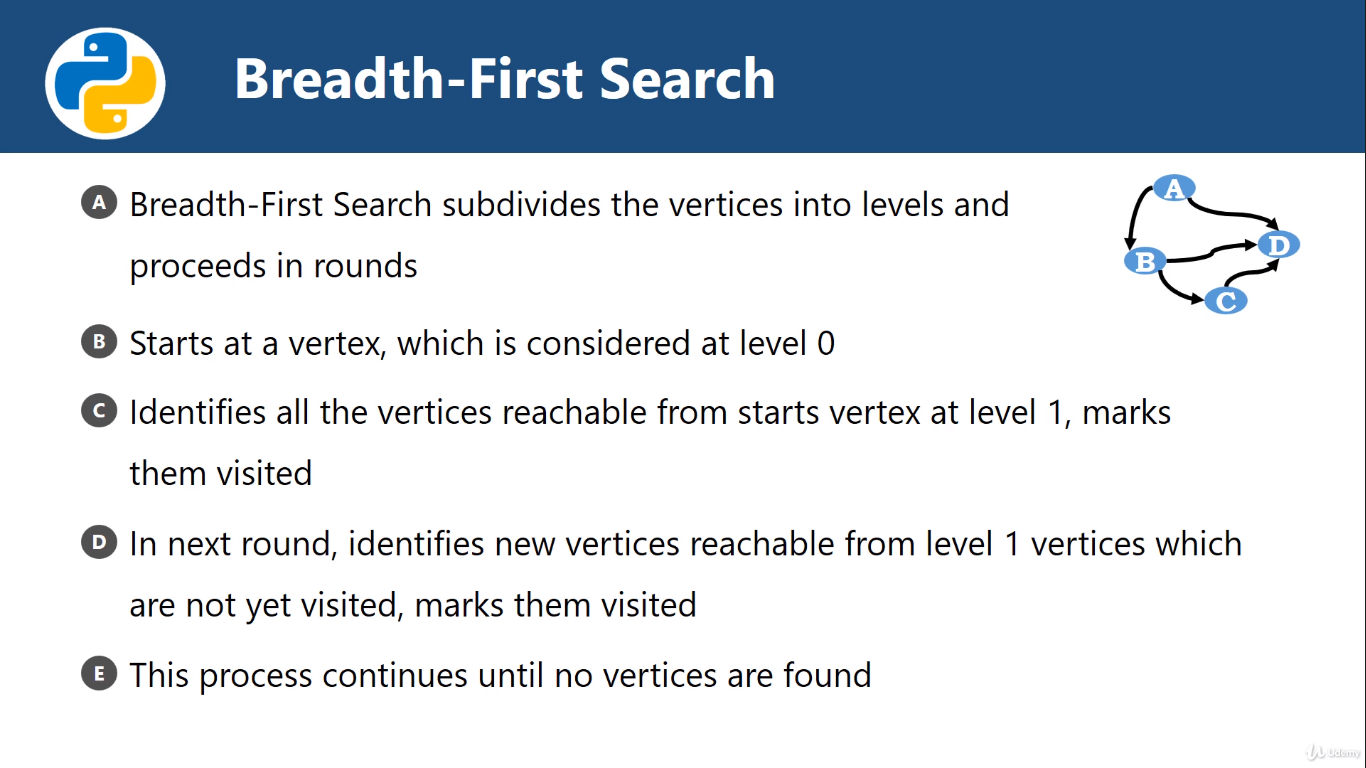 Breadth-First Search
A Breadth-First Search subdivides the vertices into levels and
proceeds in rounds
B Starts at a vertex, which is considered at level 0
C Identifies all the vertices reachable from starts vertex at level 1, marks
them visited
D In next round, identifies new vertices reachable from level 1 vertices which
are not yet visited, marks them visited
E This process continues until no vertices are found
A
D
B
C
Udemy